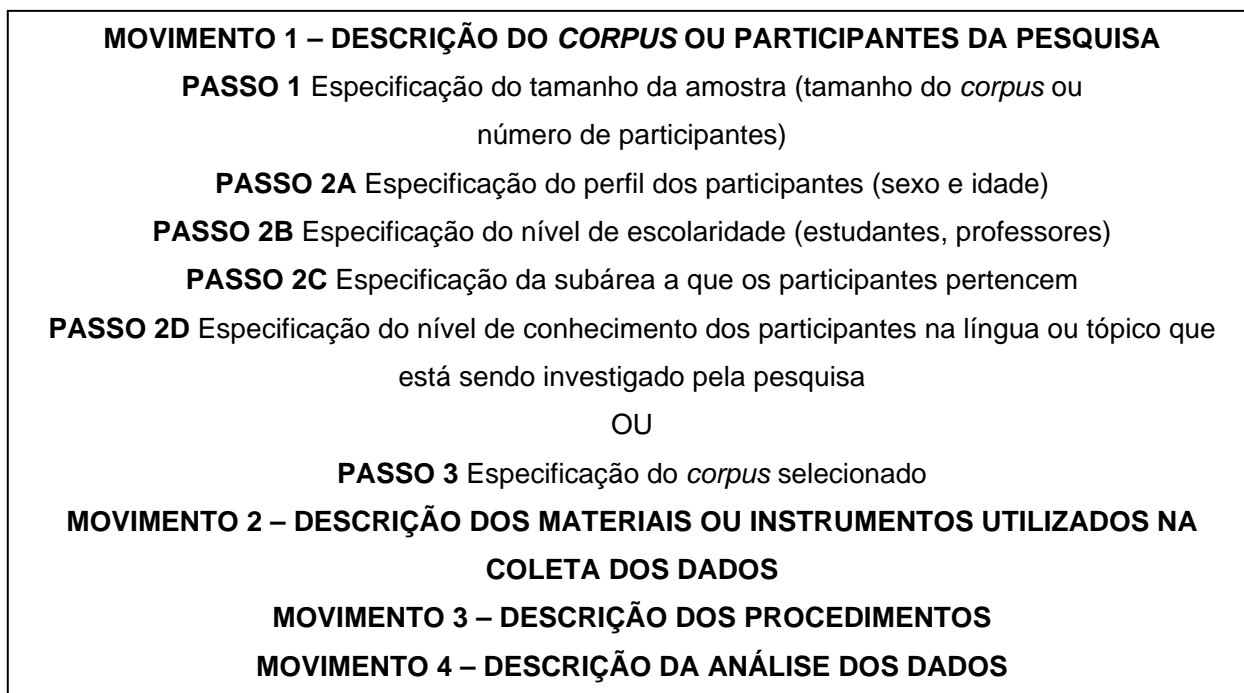 MOVIMENTO 1 – DESCRIÇÃO DO CORPUS OU PARTICIPANTES DA PESQUISA
PASSO 1 Especificação do tamanho da amostra (tamanho do corpus ou
número de participantes)
PASSO 2A Especificação do perfil dos participantes (sexo e idade)
PASSO 2B Especificação do nível de escolaridade (estudantes, professores)
PASSO 2C Especificação da subárea a que os participantes pertencem
PASSO 2D Especificação do nível de conhecimento dos participantes na língua ou tópico que
está sendo investigado pela pesquisa
OU
PASSO 3 Especificação do corpus selecionado
MOVIMENTO 2 – DESCRIÇÃO DOS MATERIAIS OU INSTRUMENTOS UTILIZADOS NA
COLETA DOS DADOS
MOVIMENTO 3 – DESCRIÇÃO DOS PROCEDIMENTOS
MOVIMENTO 4 – DESCRIÇÃO DA ANÁLISE DOS DADOS